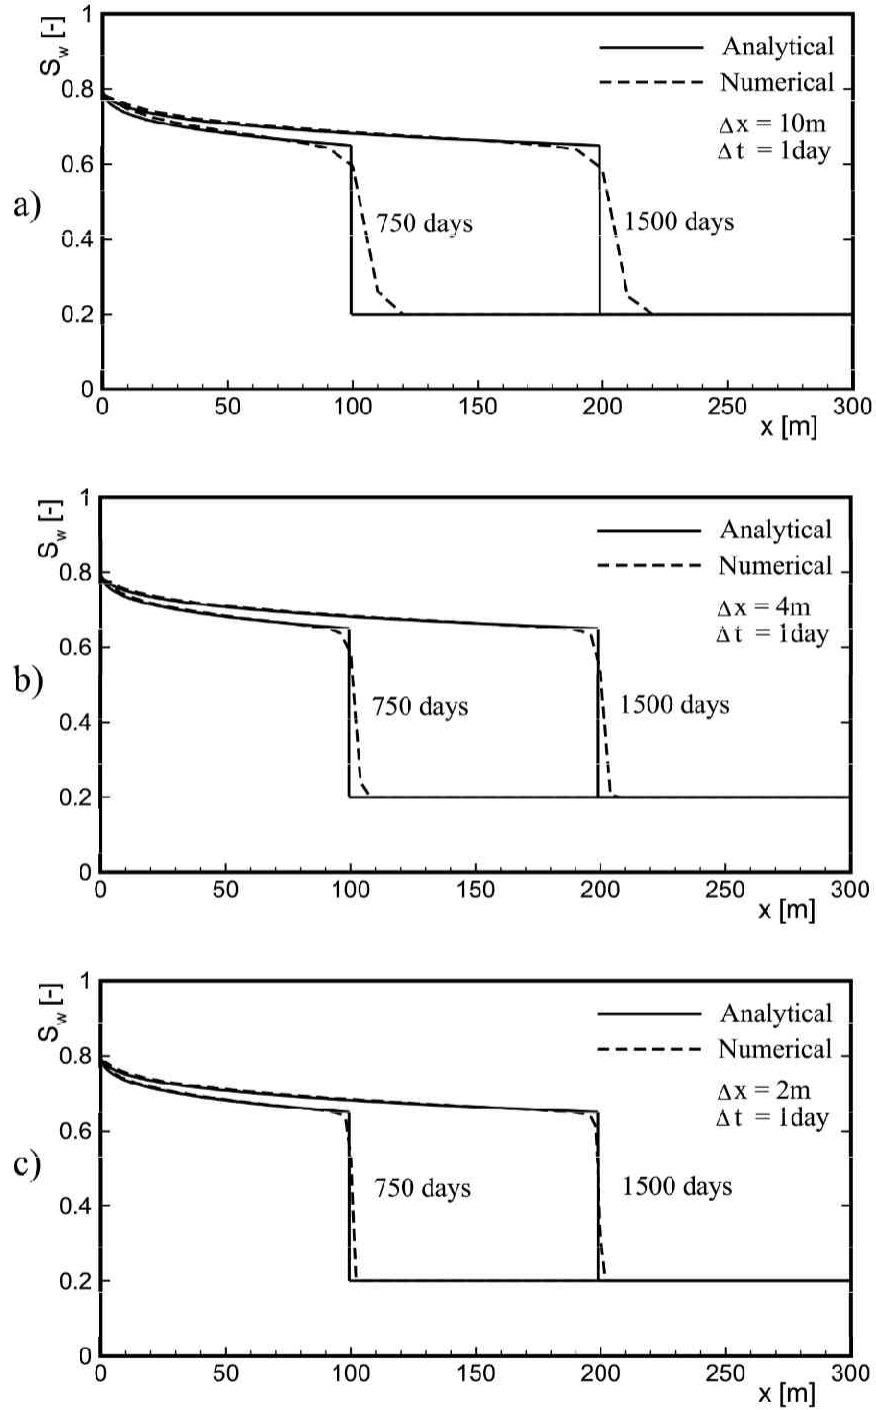 a)
S_w [-]
1
0.8
0.6
0.4
0.2
0
Analytical
Numerical
Δx = 10m
Δt = 1day
750 days
1500 days
0 50 100 150 200 250 300
x [m]
b)
S_w [-]
1
0.8
0.6
0.4
0.2
0
Analytical
Numerical
Δx = 4m
Δt = 1day
750 days
1500 days
0 50 100 150 200 250 300
x [m]
c)
S_w [-]
1
0.8
0.6
0.4
0.2
0
Analytical
Numerical
Δx = 2m
Δt = 1day
750 days
1500 days
0 50 100 150 200 250 300
x [m]